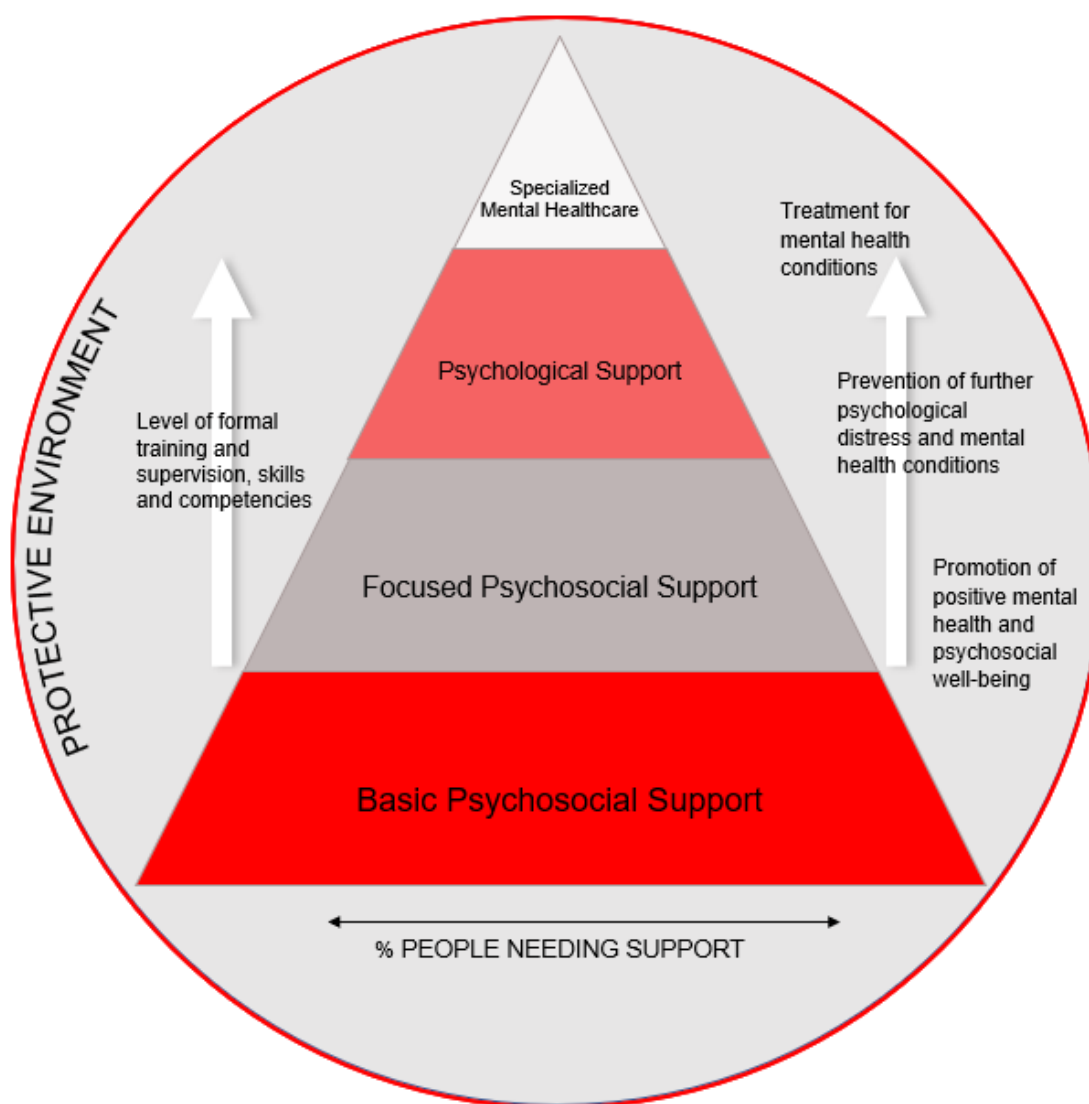 Specialized
Mental Healthcare
Treatment for
mental health
conditions
Psychological Support
Prevention of further
psychological
distress and mental
health conditions
PROTECTIVE ENVIRONMENT
Level of formal
training and
supervision, skills
and competencies
Focused Psychosocial Support
Promotion of
positive mental
health and
psychosocial
well-being
Basic Psychosocial Support
% PEOPLE NEEDING SUPPORT